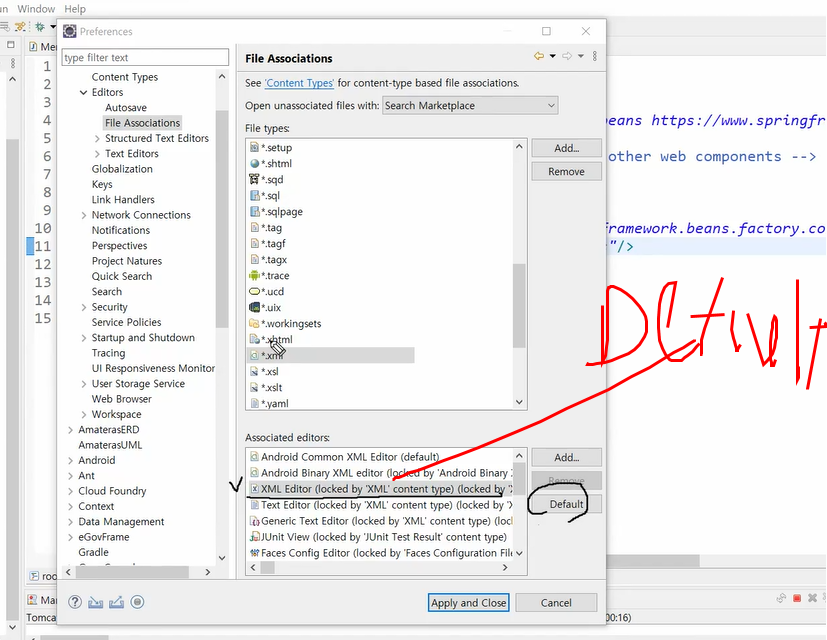 Window Help
Preferences
type filter text
Content Types
Editors
Autosave
File Associations
Structured Text Editors
Text Editors
Globalization
Keys
Link Handlers
Network Connections
Notifications
Perspectives
Project Natures
Quick Search
Search
Security
Service Policies
Startup and Shutdown
Tracing
UI Responsiveness Monitor
User Storage Service
Web Browser
Workspace
AmaterasERD
AmaterasUML
Android
Ant
Cloud Foundry
Context
Data Management
eGovFrame
Gradle
File Associations
See 'Content Types' for content-type based file associations.
Open unassociated files with: Search Marketplace
File types:
*.setup
*.shtml
*.sqd
*.sql
*.sqlpage
*.tag
*.tagf
*.tagx
*.trace
*.ucd
*.uix
*.workingsets
*.xhtml
*.xml
*.xsl
*.xslt
*.yaml
Add...
Remove
Associated editors:
Android Common XML Editor (default)
Android Binary XML editor (locked by 'Android Binary
XML Editor (locked by 'XML' content type) (locked by
Text Editor (locked by 'XML' content type) (locked by 'X
Generic Text Editor (locked by 'XML' content type) (loc
JUnit View (locked by 'JUnit Test Result' content type)
Faces Config Editor (locked by 'Faces Configuration File
Add...
Remove
Default
Apply and Close
Cancel
1
2
3
4
5
6
7
8
9
10
11
12
13
14
15
eans https://www.springfr
other web components -->
ramework.beans.factory.co
"/>
Default
roo
Mar
Tomca
00:16)